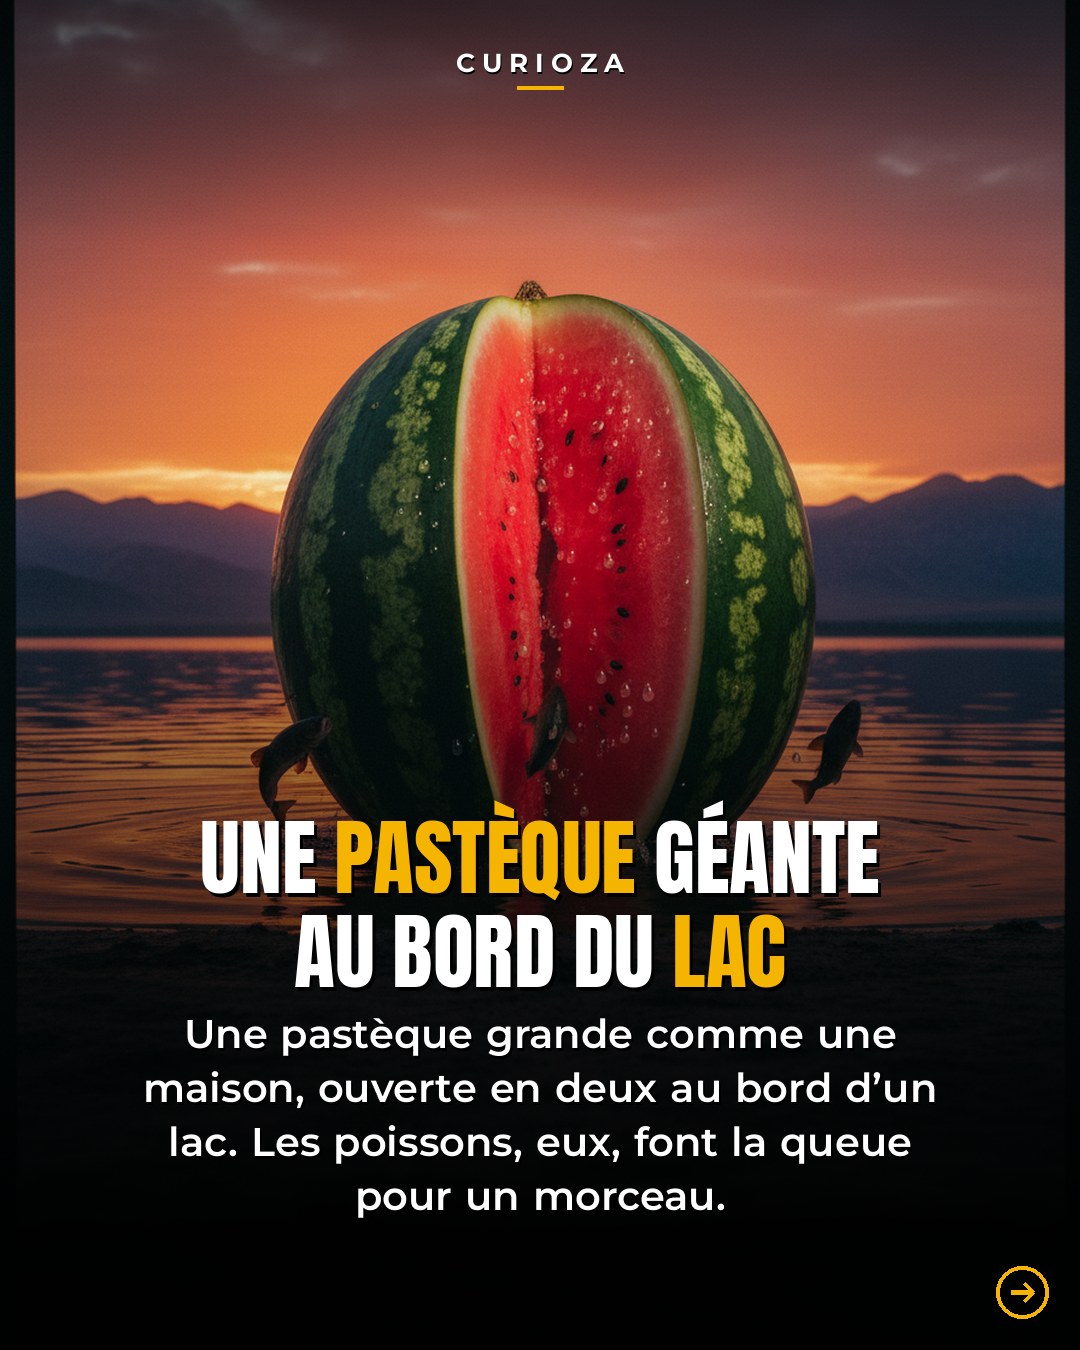 CURIOZA
UNE PASTÈQUE GÉANTE
AU BORD DU LAC
Une pastèque grande comme une
maison, ouverte en deux au bord d’un
lac. Les poissons, eux, font la queue
pour un morceau.